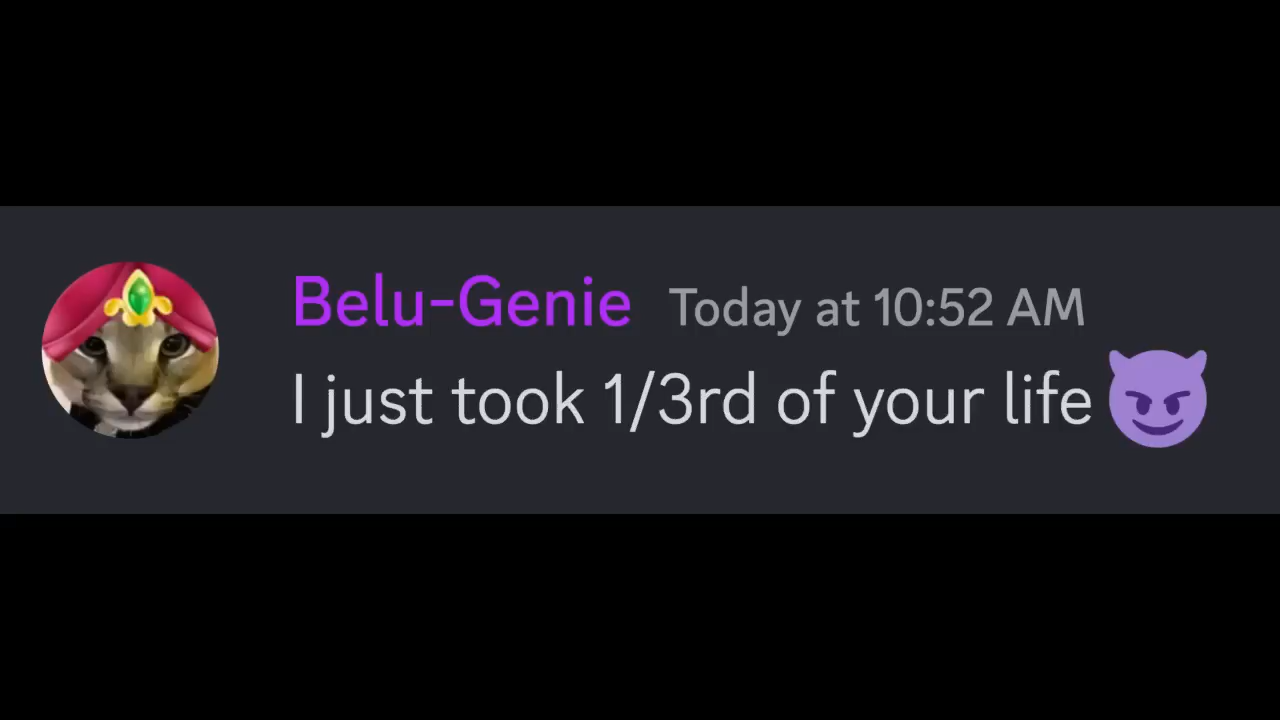 Belu-Genie Today at 10:52 AM
I just took 1/3rd of your life😈